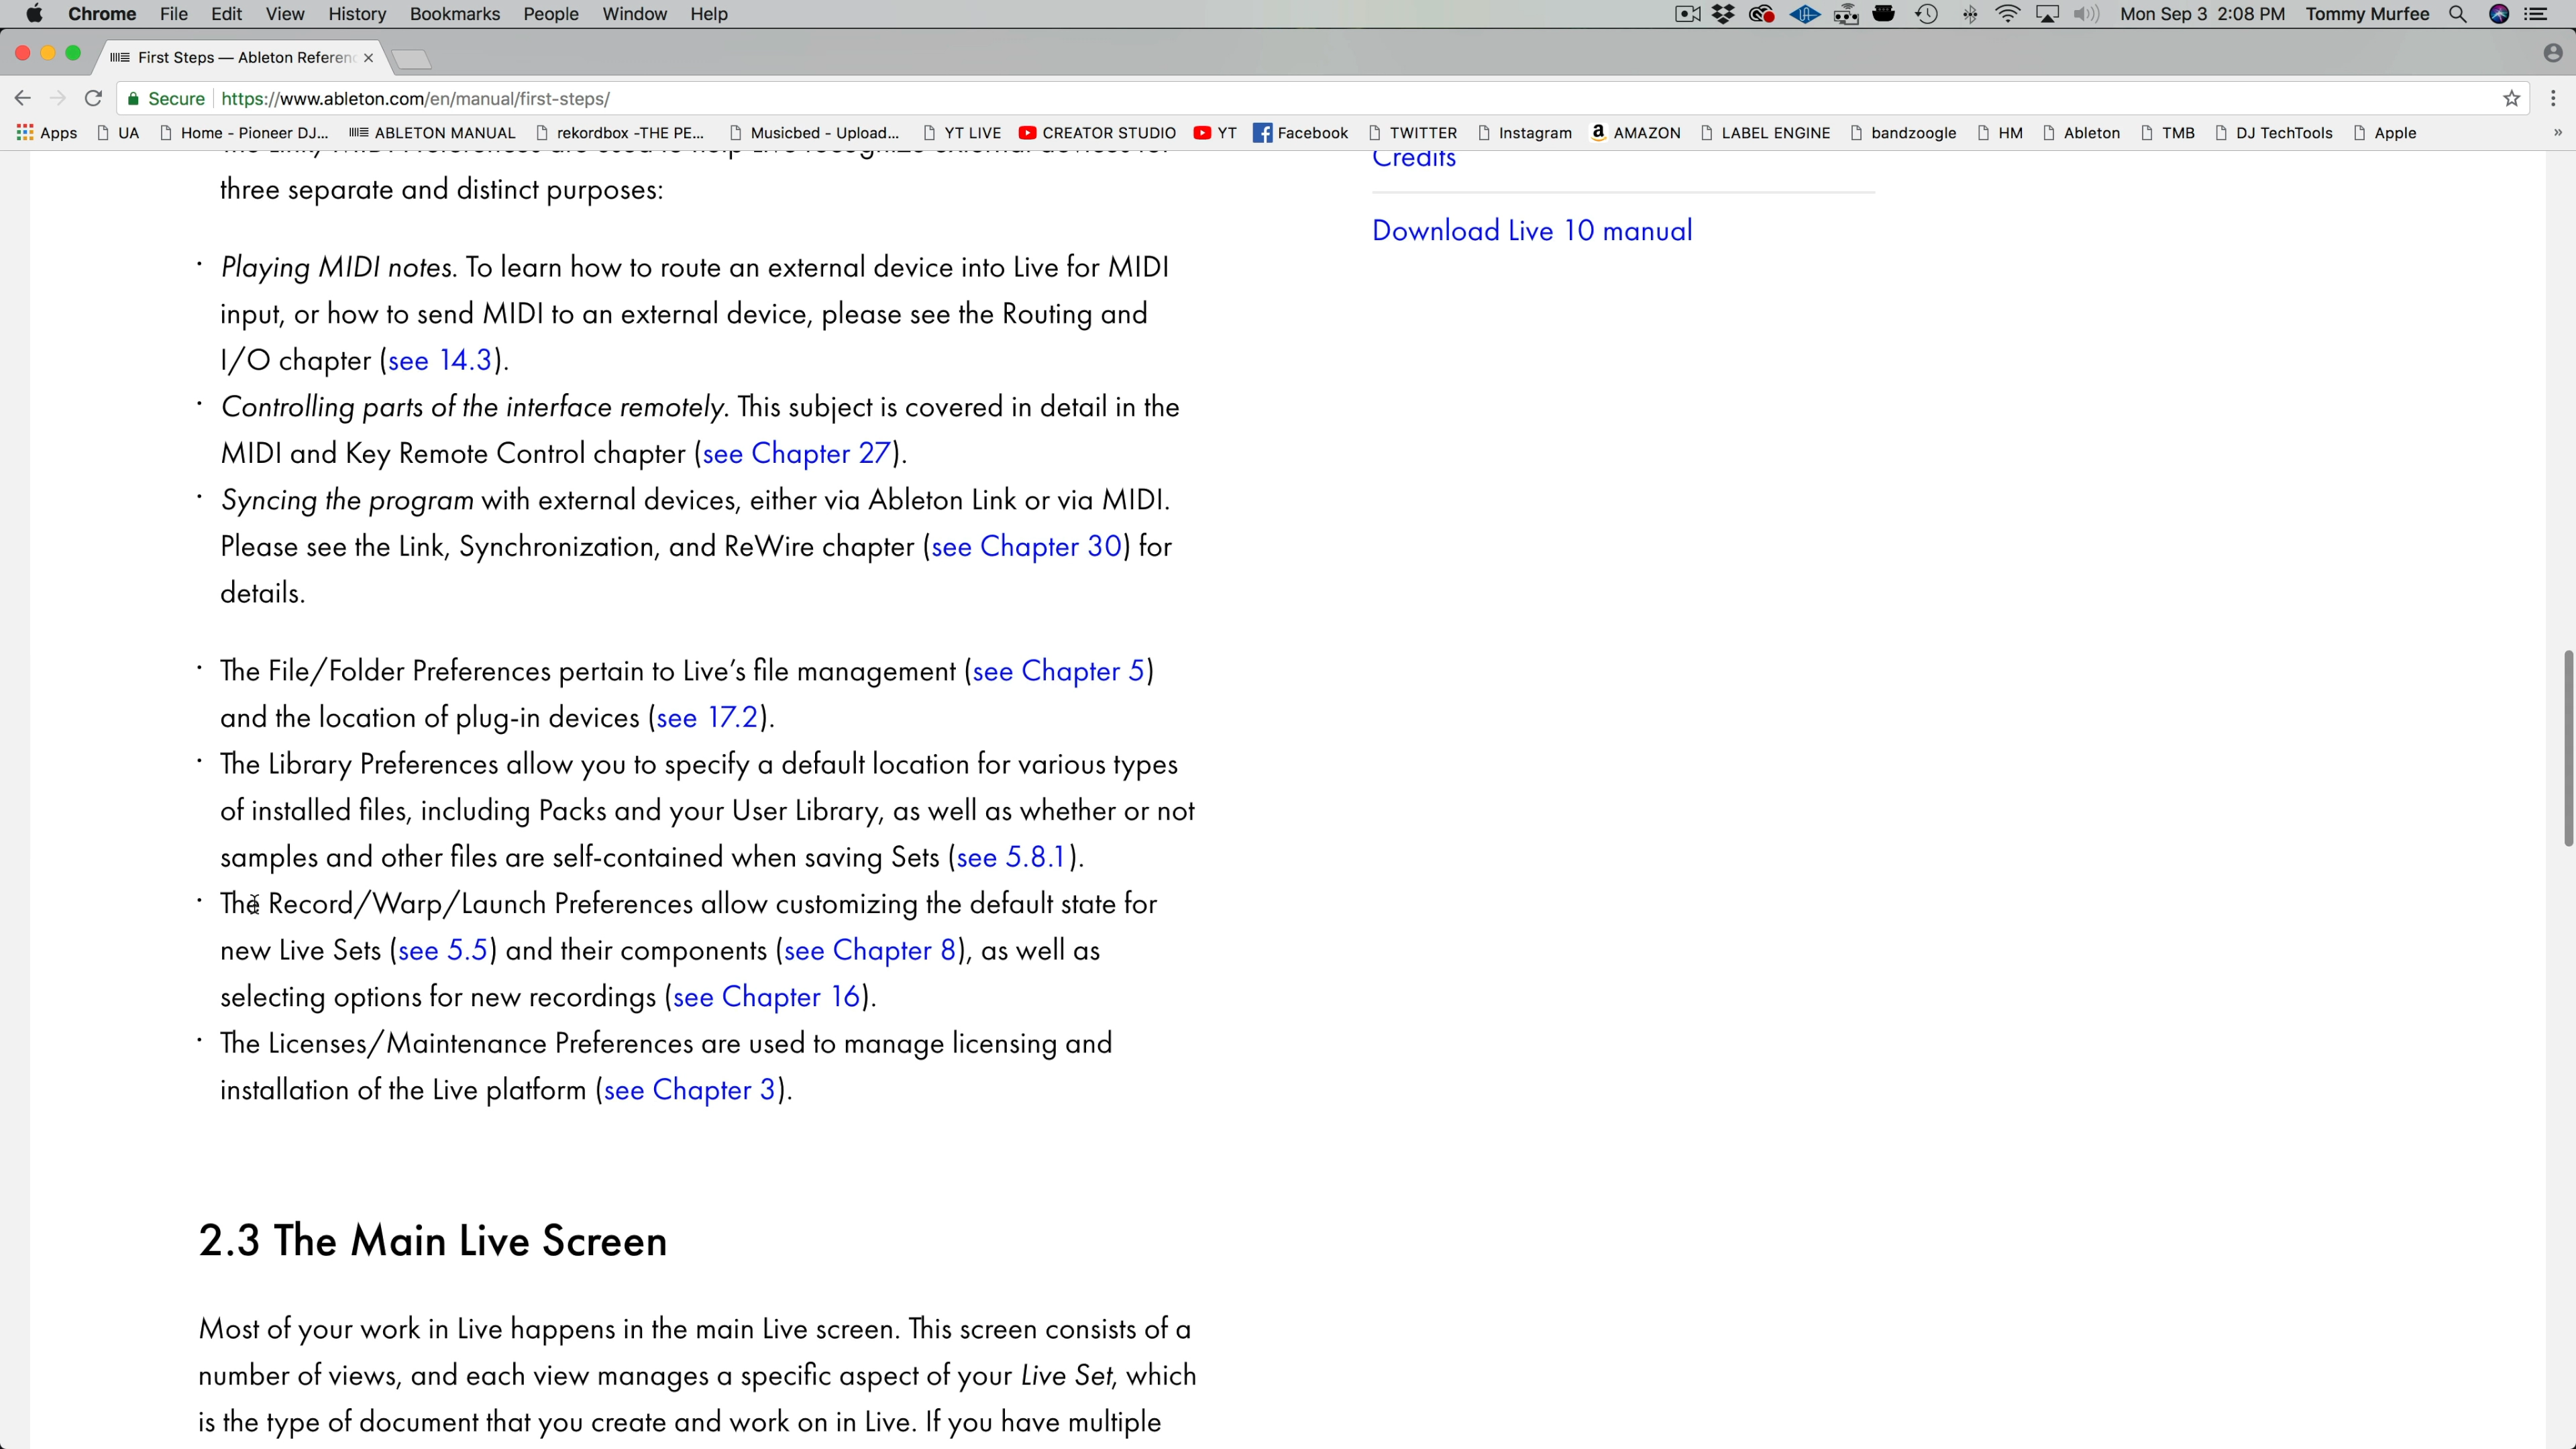 Chrome File Edit View History Bookmarks People Window Help Mon Sep 3 2:08 PM Tommy Murfee
First Steps — Ableton Referenc
Secure https://www.ableton.com/en/manual/first-steps/
Apps UA Home - Pioneer DJ... ABLETON MANUAL rekordbox -THE PE... Musicbed - Upload... YT LIVE CREATOR STUDIO YT Facebook TWITTER Instagram AMAZON LABEL ENGINE bandzoogle HM Ableton TMB DJ TechTools Apple »
three separate and distinct purposes:
· Playing MIDI notes. To learn how to route an external device into Live for MIDI
input, or how to send MIDI to an external device, please see the Routing and
I/O chapter (see 14.3).
· Controlling parts of the interface remotely. This subject is covered in detail in the
MIDI and Key Remote Control chapter (see Chapter 27).
· Syncing the program with external devices, either via Ableton Link or via MIDI.
Please see the Link, Synchronization, and ReWire chapter (see Chapter 30) for
details.
· The File/Folder Preferences pertain to Live’s file management (see Chapter 5)
and the location of plug-in devices (see 17.2).
· The Library Preferences allow you to specify a default location for various types
of installed files, including Packs and your User Library, as well as whether or not
samples and other files are self-contained when saving Sets (see 5.8.1).
· The Record/Warp/Launch Preferences allow customizing the default state for
new Live Sets (see 5.5) and their components (see Chapter 8), as well as
selecting options for new recordings (see Chapter 16).
· The Licenses/Maintenance Preferences are used to manage licensing and
installation of the Live platform (see Chapter 3).
2.3 The Main Live Screen
Most of your work in Live happens in the main Live screen. This screen consists of a
number of views, and each view manages a specific aspect of your Live Set, which
is the type of document that you create and work on in Live. If you have multiple
Credits
Download Live 10 manual